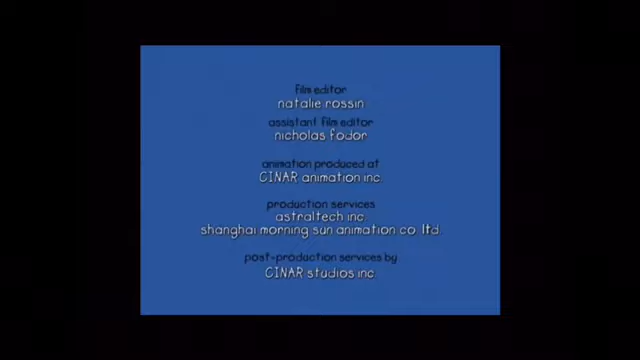 film editor
natalie rossin
assistant film editor
nicholas fodor
animation produced at
CINAR animation inc.
production services
astraltech inc.
shanghai morning sun animation co. ltd.
post-production services by
CINAR studios inc.